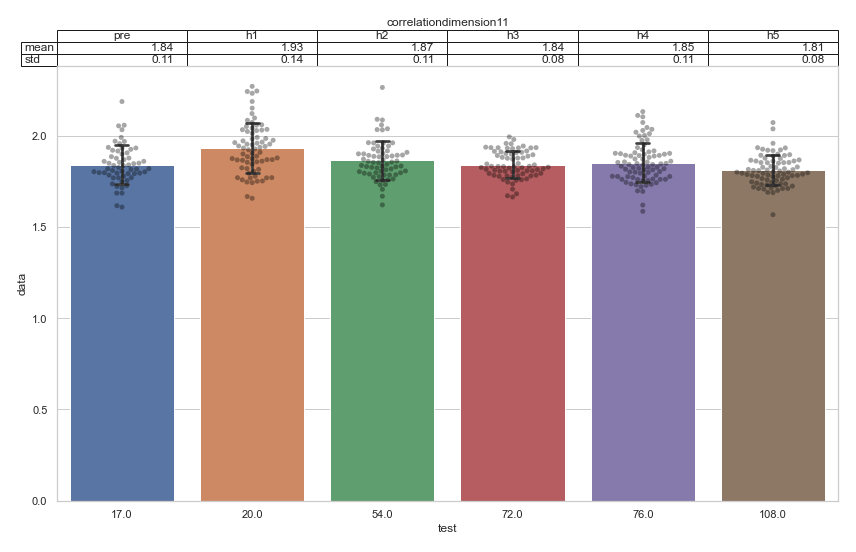 correlationdimension11
pre h1 h2 h3 h4 h5
mean 1.84 1.93 1.87 1.84 1.85 1.81
std 0.11 0.14 0.11 0.08 0.11 0.08
2.0
1.5
1.0
0.5
0.0
data
17.0 20.0 54.0 72.0 76.0 108.0
test